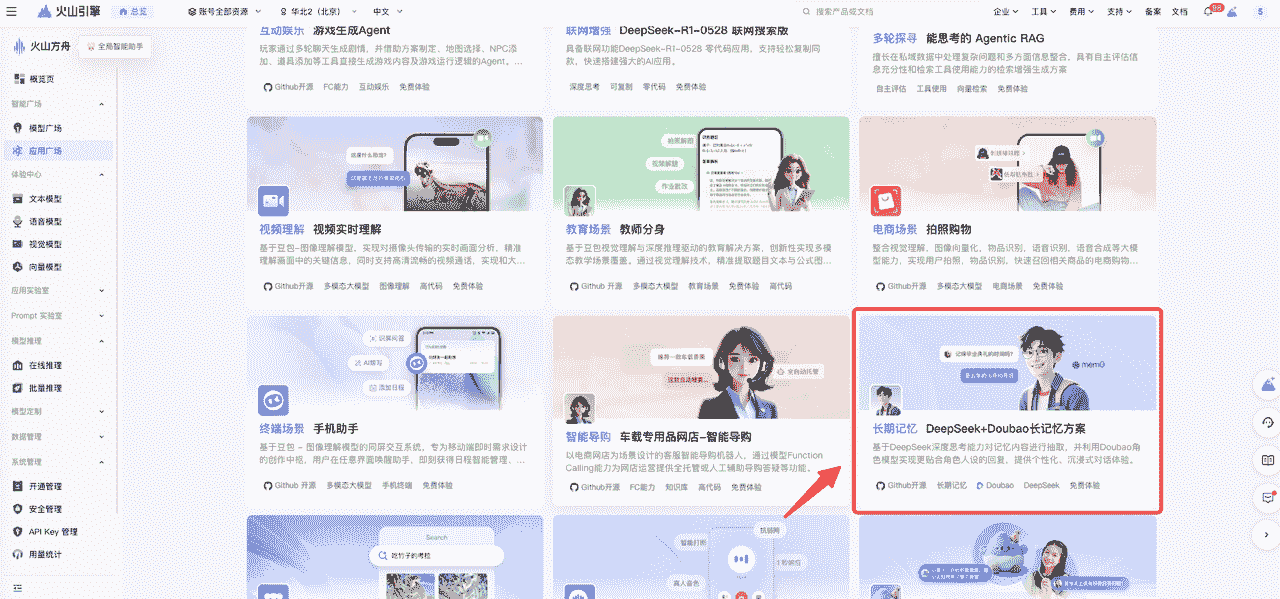 火山引擎
总览
账号全部资源
华北2（北京）
中文
搜索产品或文档
企业
工具
费用
支持
备案
文档
98
火山方舟
全局智能助手
概览页
智能广场
模型广场
应用广场
体验中心
文本模型
语音模型
视觉模型
向量模型
应用实验室
Prompt 实验室
模型推理
在线推理
批量推理
模型定制
数据管理
系统管理
开通管理
安全管理
API Key 管理
用量统计
互动娱乐 游戏生成Agent
玩家通过多轮聊天生成剧情，并借助方案制定、地图选择、NPC添
加、道具添加等工具直接生成游戏内容及游戏运行逻辑的Agent。...
Github开源 FC能力 互动娱乐 免费体验
联网增强 DeepSeek-R1-0528 联网搜索版
具备联网功能DeepSeek-R1-0528 零代码应用，支持轻松复制同
款，快速搭建强大的AI应用。
深度思考 可复制 零代码 免费体验
多轮探寻 能思考的 Agentic RAG
擅长在私域数据中处理复杂问题和多方面信息整合，具有自主评估信
息充分性和检索工具使用能力的检索增强生成方案
自主评估 工具使用 向量检索 免费体验
视频理解 视频实时理解
基于豆包-图像理解模型，实现对摄像头传输的实时画面分析，精准
理解画面中的关键信息，同时支持高清流畅的视频通话，实现和大...
Github开源 多模态大模型 图像理解 高代码 免费体验
拍照解题
视频解题
作业批改
教育场景 教师分身
基于豆包视觉理解与深度推理驱动的教育解决方案，创新性实现多模
态教学场景覆盖。通过视觉理解技术，精准提取题目文本与公式图...
Github 开源 多模态大模型 教育场景 免费体验 高代码
电商场景 拍照购物
整合视觉理解，图像向量化，物品识别，语音识别，语音合成等大模
型能力，实现用户拍照，物品识别，快速召回相关商品的电商购物...
Github开源 多模态大模型 电商场景 免费体验
识屏问答
AI描写
添加日程
终端场景 手机助手
基于豆包 - 图像理解模型的同屏交互系统，专为移动端即时需求设计
的创作中枢，用户在任意界面唤醒助手，即刻获得日程智能管理、...
Github 开源 多模态大模型 手机终端 免费体验
智能导购 车载专用品网店-智能导购
以电商网店为场景设计的客服智能导购机器人，通过模型Function
Calling能力为网店运营提供全托管或人工辅助导购答疑等功能。
Github开源 FC能力 知识库 高代码 免费体验
mem0
长期记忆 DeepSeek+Doubao长记忆方案
基于DeepSeek深度思考能力对记忆内容进行抽取，并利用Doubao角
色模型实现更贴合角色人设的回复，提供个性化、沉浸式对话体验。
Github开源 长期记忆 Doubao DeepSeek 免费体验
Search
吃竹子的考拉
智能打断
抗弱网
真人音色